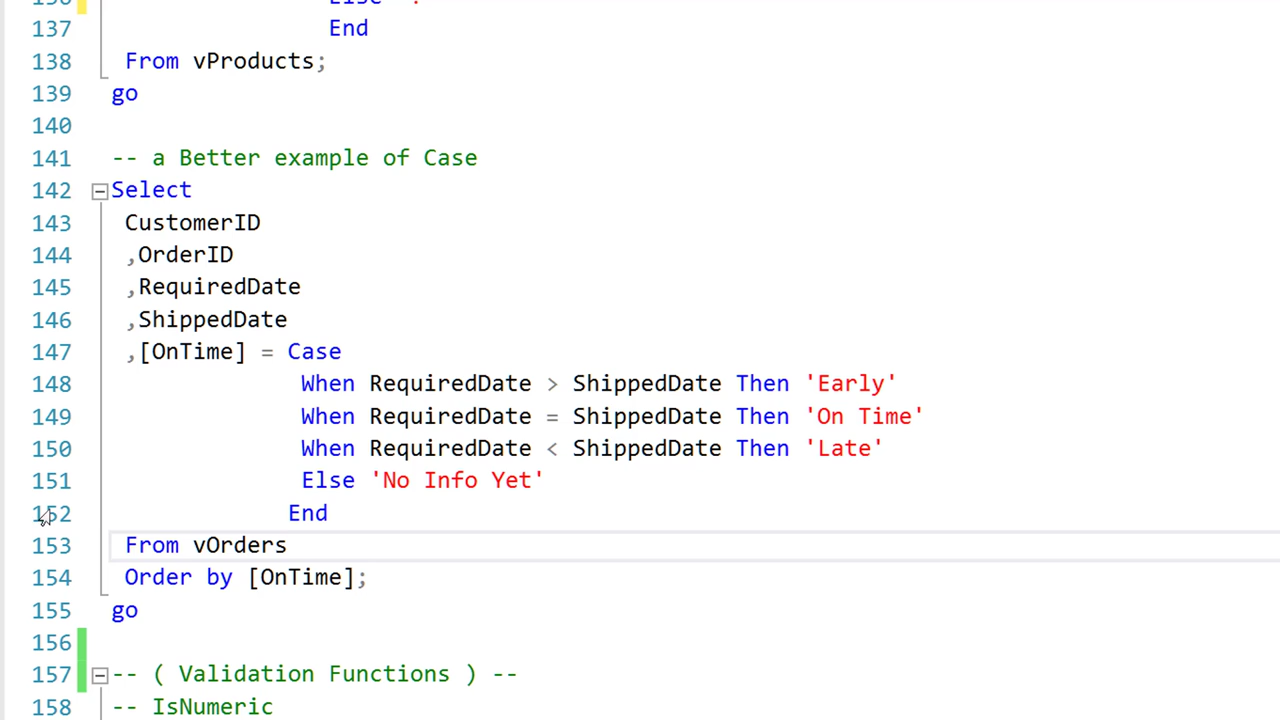 137 End
138 From vProducts;
139 go
140
141 -- a Better example of Case
142 Select
143 CustomerID
144 ,OrderID
145 ,RequiredDate
146 ,ShippedDate
147 ,[OnTime] = Case
148 When RequiredDate > ShippedDate Then 'Early'
149 When RequiredDate = ShippedDate Then 'On Time'
150 When RequiredDate < ShippedDate Then 'Late'
151 Else 'No Info Yet'
152 End
153 From vOrders
154 Order by [OnTime];
155 go
156
157 -- ( Validation Functions ) --
158 -- IsNumeric